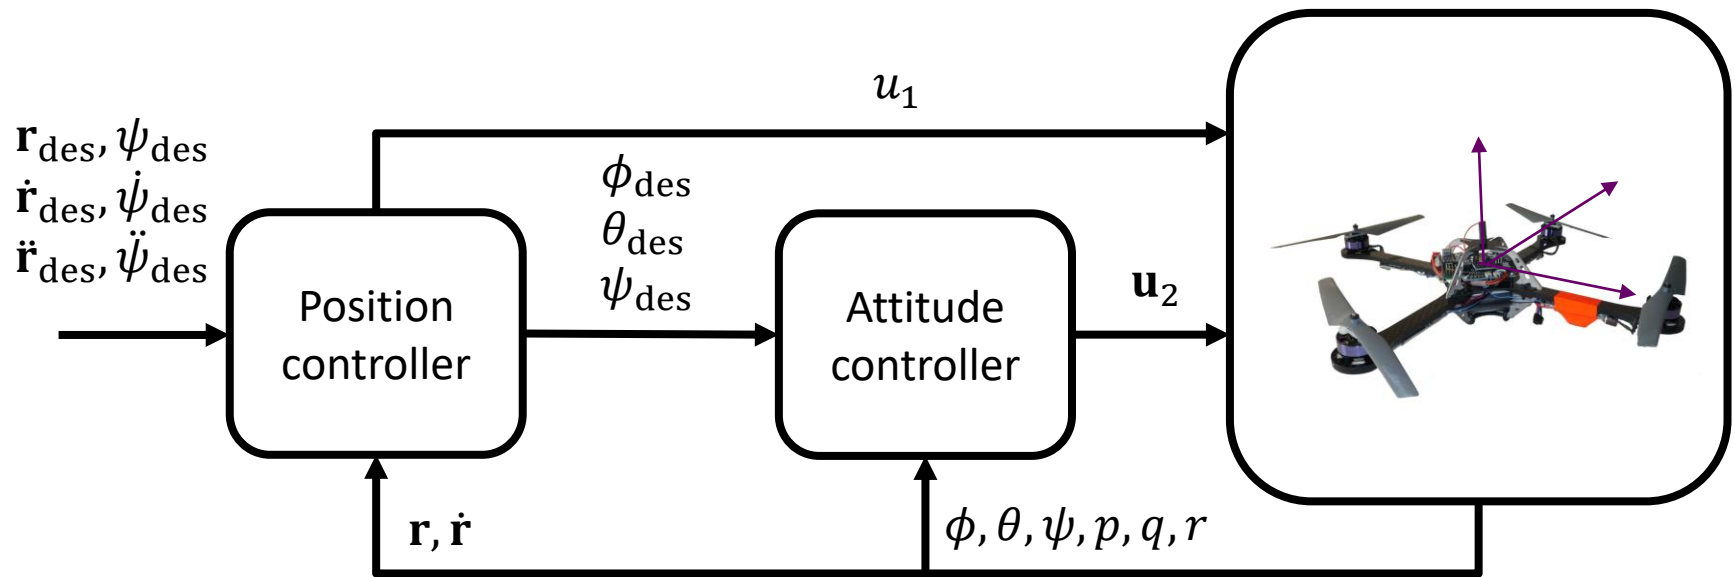 u₁
𝐫_des, ψ_des
𝐫̇_des, ψ̇_des
𝐫̈_des, ψ̈_des
Position
controller
ϕ_des
θ_des
ψ_des
Attitude
controller
𝐮₂
𝐫, 𝐫̇
ϕ, θ, ψ, p, q, r